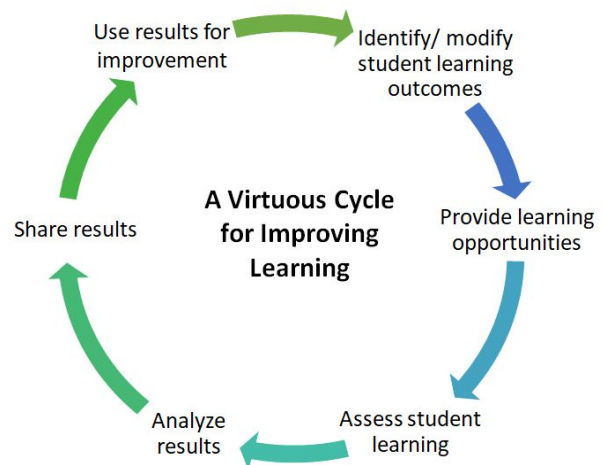 Use results for
improvement
Identify/ modify
student learning
outcomes
A Virtuous Cycle
for Improving
Learning
Provide learning
opportunities
Share results
Assess student
learning
Analyze
results